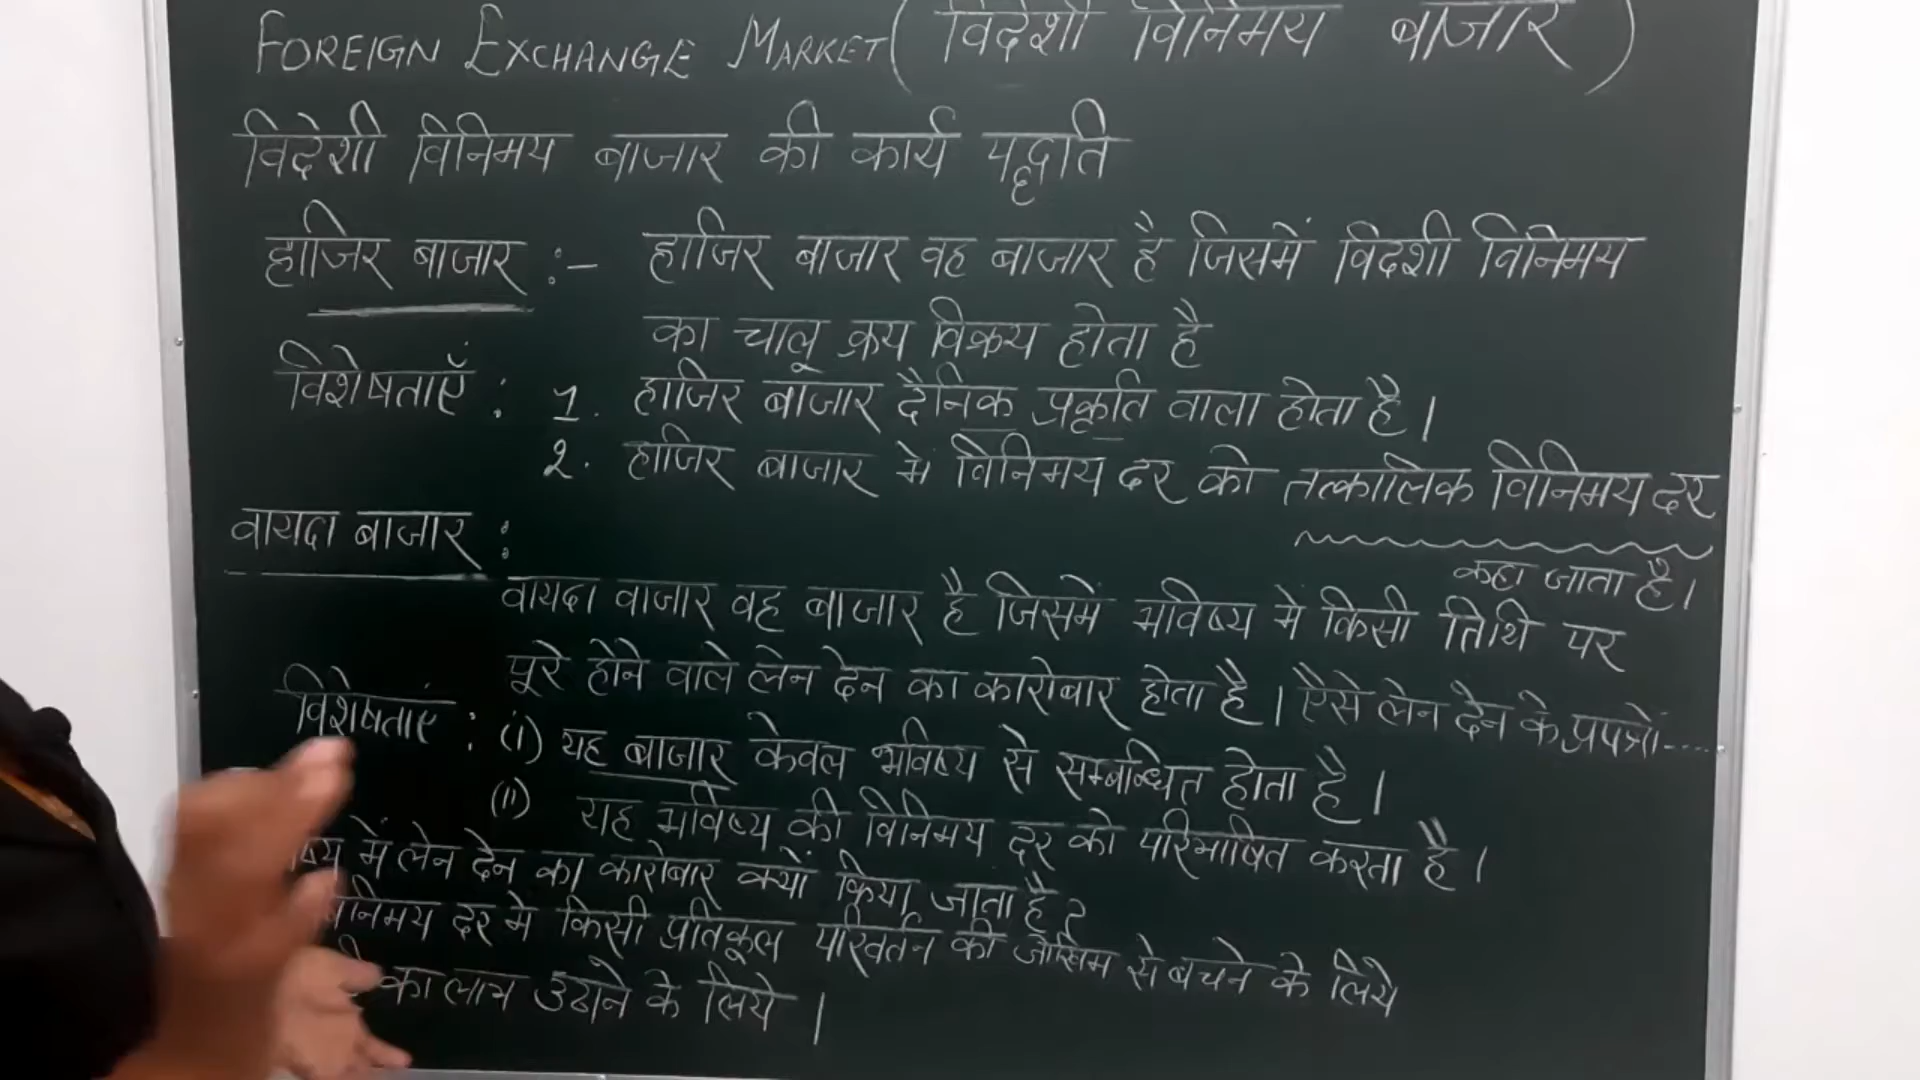 FOREIGN EXCHANGE MARKET ( विदेशी विनिमय बाजार )
विदेशी विनिमय बाजार की कार्य पद्धति
हाजिर बाजार :- हाजिर बाजार वह बाजार है जिसमें विदशी विनिमय
का चालू क्रय विक्रय होता है
विशेषताएँ : 1. हाजिर बाजार दैनिक प्रकृति वाला होता है।
2. हाजिर बाजार मे विनिमय दर को तत्कालिक विनिमय दर
कहा जाता है।
वायदा बाजार :
वायदा वाजार वह बाजार है जिसमें भविष्य में किसी तिथि पर
पूरे होने वाले लेन देन का कारोबार होता है। ऐसे लेन देन के प्रपत्रों....
विशेषताएं : (i) यह बाजार केवल भविष्य से सम्बन्धित होता है।
(ii) यह भविष्य की विनिमय दर को परिभाषित करता है।
में लेन देन का कारोबार क्यों किया जाता है?
दर मे किसी प्रतिकूल परिवर्तन की जोखिम से बचने के लिये
का लाभ उठाने के लिये।